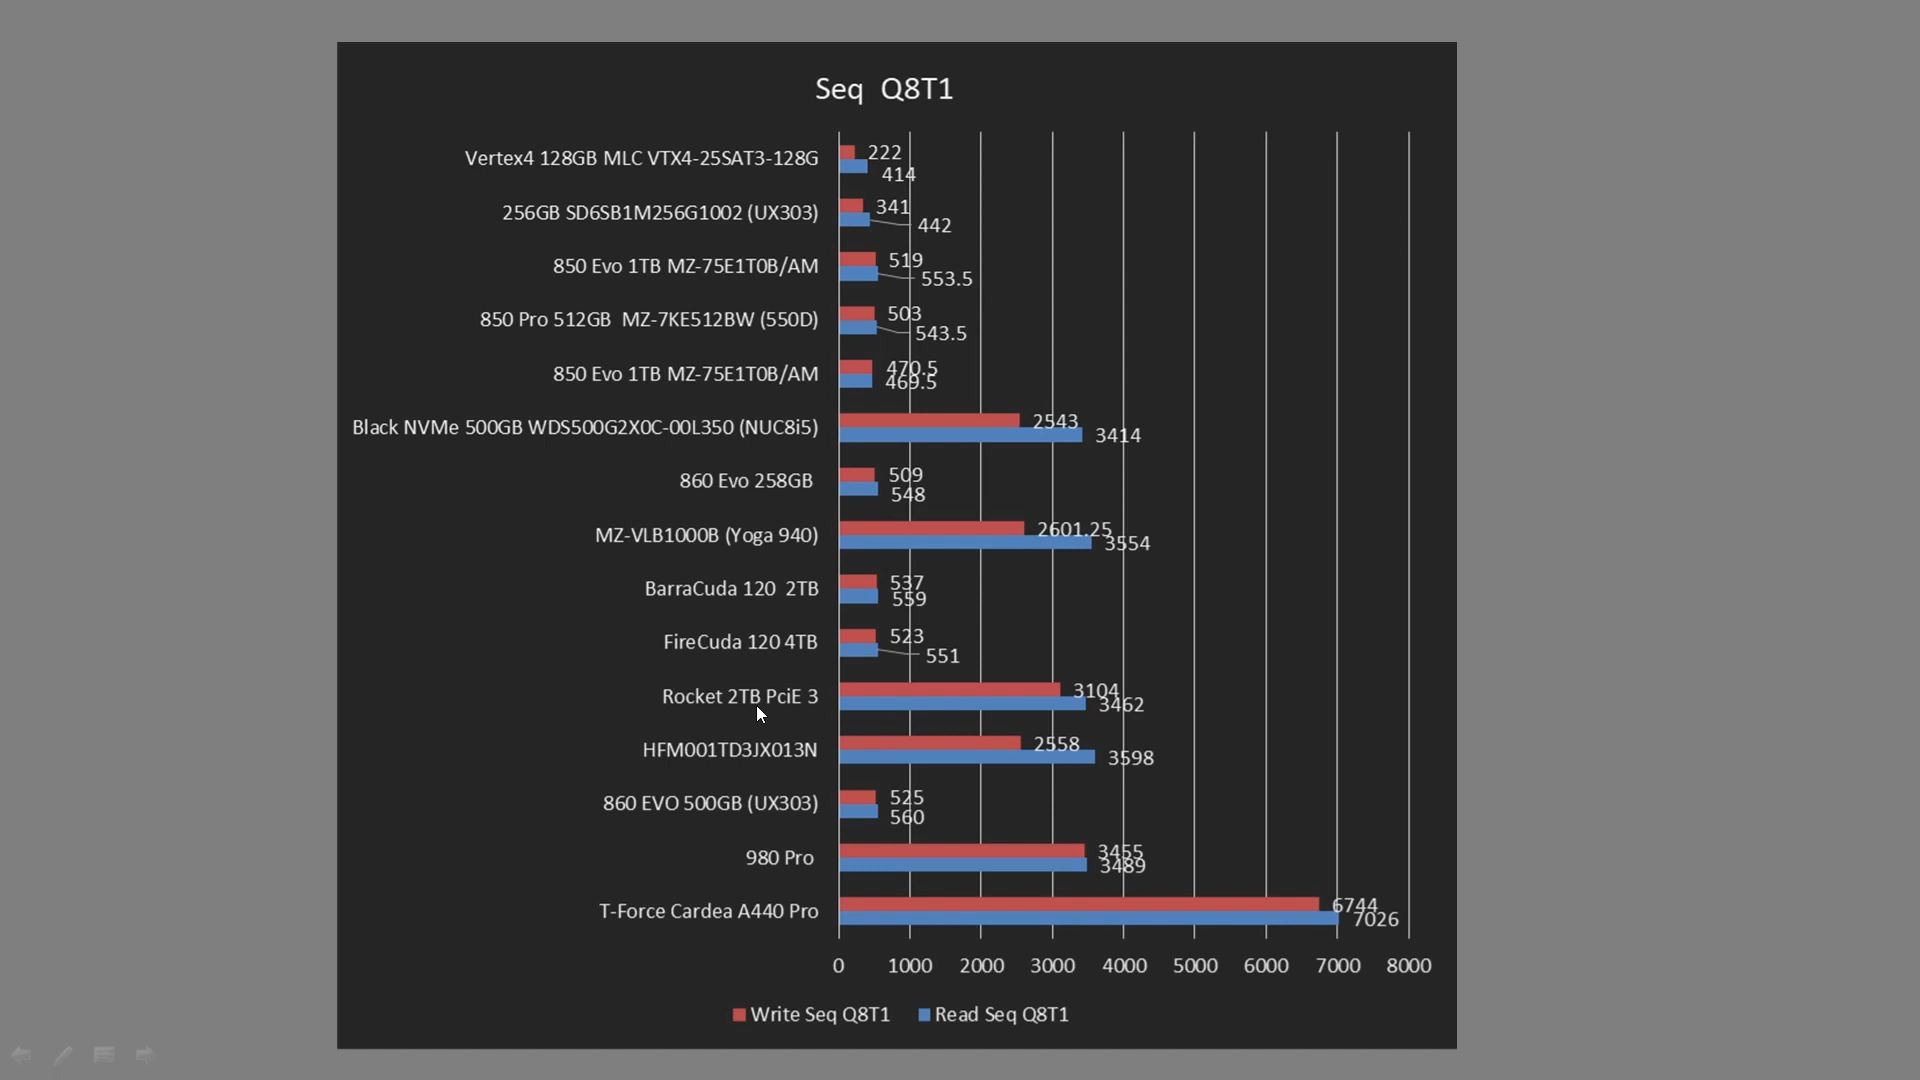 Seq  Q8T1
Vertex4 128GB MLC VTX4-25SAT3-128G 222
414
256GB SD6SB1M256G1002 (UX303) 341
442
850 Evo 1TB MZ-75E1T0B/AM 519
553.5
850 Pro 512GB  MZ-7KE512BW (550D) 503
543.5
850 Evo 1TB MZ-75E1T0B/AM 470.5
469.5
Black NVMe 500GB WDS500G2X0C-00L350 (NUC8i5) 2543
3414
860 Evo 258GB 509
548
MZ-VLB1000B (Yoga 940) 2601.25
3554
BarraCuda 120  2TB 537
559
FireCuda 120 4TB 523
551
Rocket 2TB PciE 3 3104
3462
HFM001TD3JX013N 2558
3598
860 EVO 500GB (UX303) 525
560
980 Pro 3455
3489
T-Force Cardea A440 Pro 6744
7026
0 1000 2000 3000 4000 5000 6000 7000 8000
Write Seq Q8T1 Read Seq Q8T1